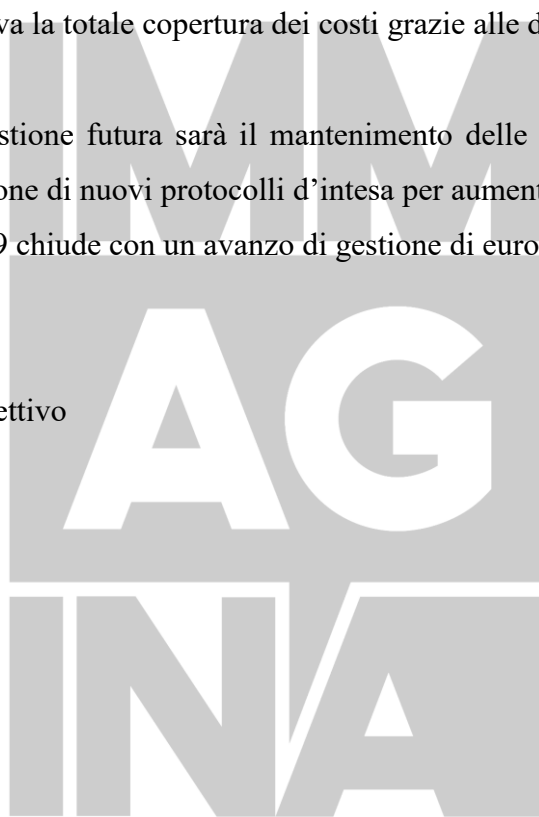 va la totale copertura dei costi grazie alle d
stione futura sarà il mantenimento delle
one di nuovi protocolli d’intesa per aument
9 chiude con un avanzo di gestione di euro
ettivo
IMM
AG
INA